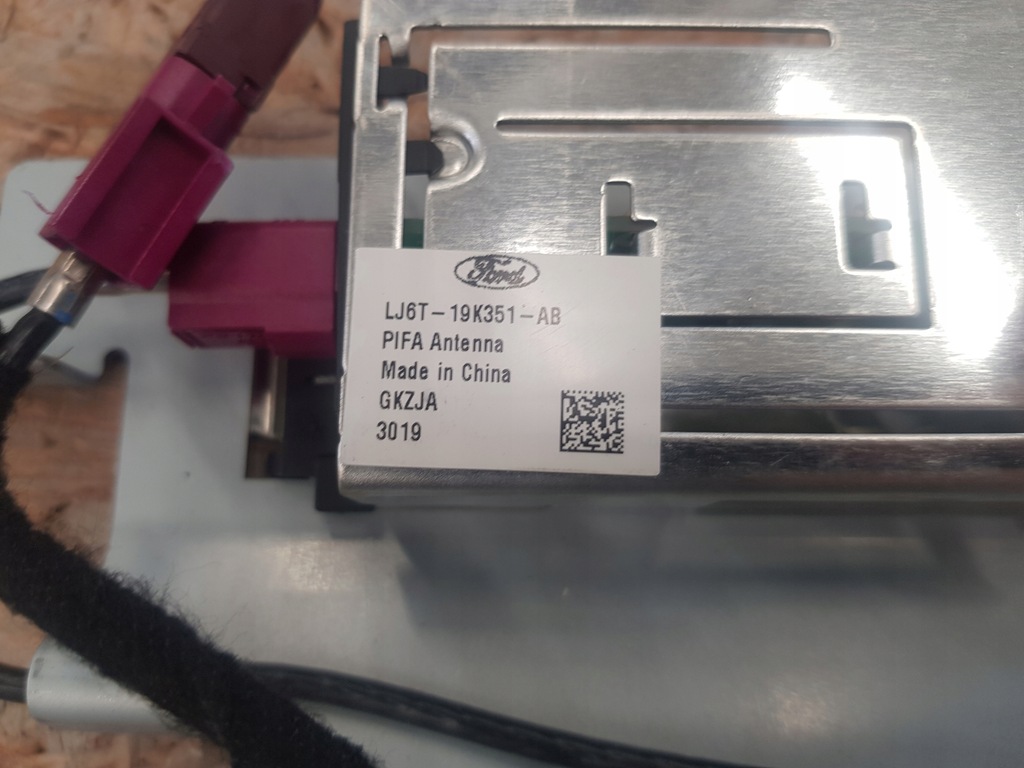 Ford
LJ6T-19K351-AB
PIFA Antenna
Made in China
GKZJA
3019